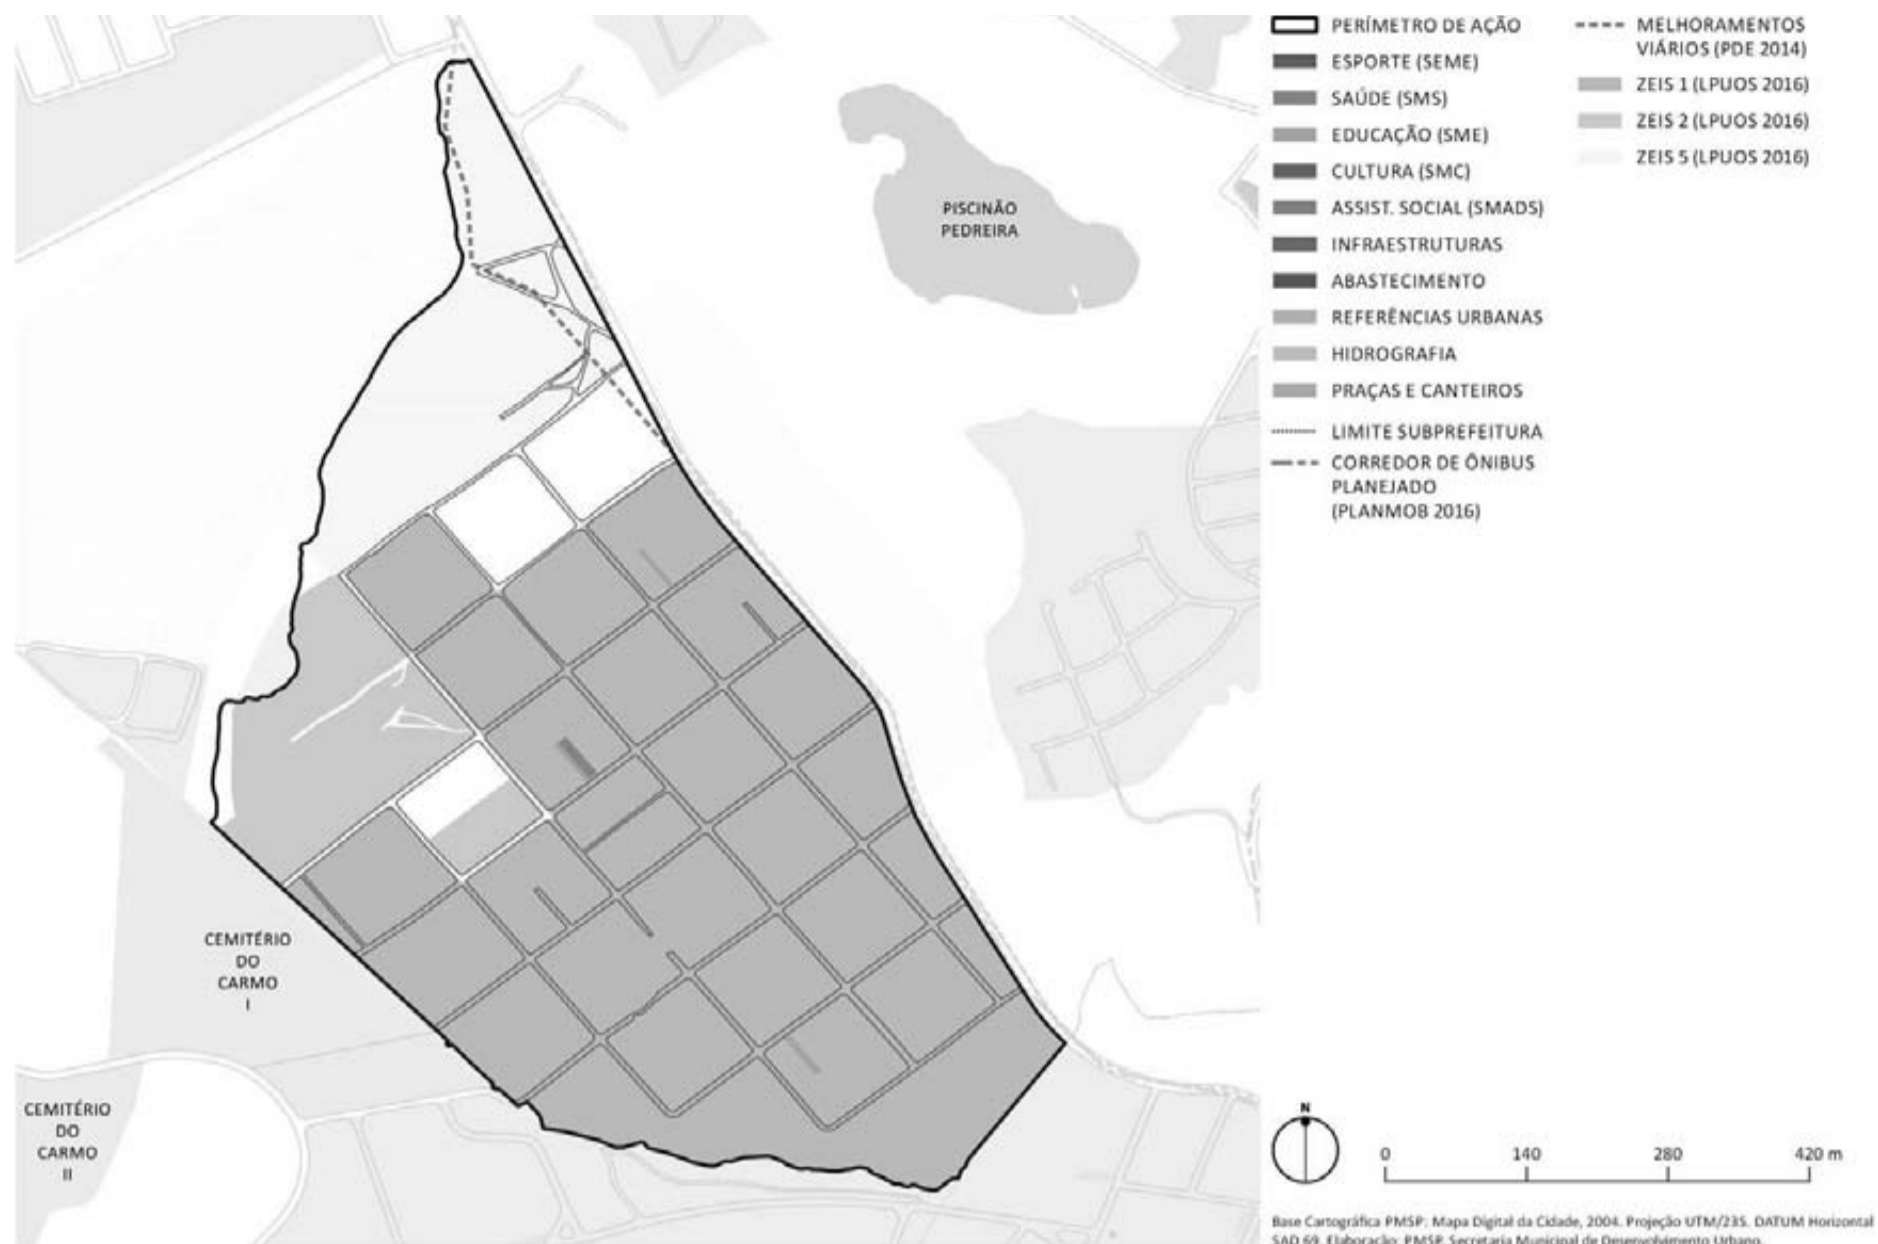 PERÍMETRO DE AÇÃO
ESPORTE (SEME)
SAÚDE (SMS)
EDUCAÇÃO (SME)
CULTURA (SMC)
ASSIST. SOCIAL (SMADS)
INFRAESTRUTURAS
ABASTECIMENTO
REFERÊNCIAS URBANAS
HIDROGRAFIA
PRAÇAS E CANTEIROS
LIMITE SUBPREFEITURA
CORREDOR DE ÔNIBUS
PLANEJADO
(PLANMOB 2016)
MELHORAMENTOS
VIÁRIOS (PDE 2014)
ZEIS 1 (LPUOS 2016)
ZEIS 2 (LPUOS 2016)
ZEIS 5 (LPUOS 2016)
PISCINÃO
PEDREIRA
CEMITÉRIO
DO
CARMO
I
CEMITÉRIO
DO
CARMO
II
N
0 140 280 420 m
Base Cartográfica PMSP: Mapa Digital da Cidade, 2004. Projeção UTM/23S. DATUM Horizontal
SAD 69. Elaboração: PMSP. Secretaria Municipal de Desenvolvimento Urbano.